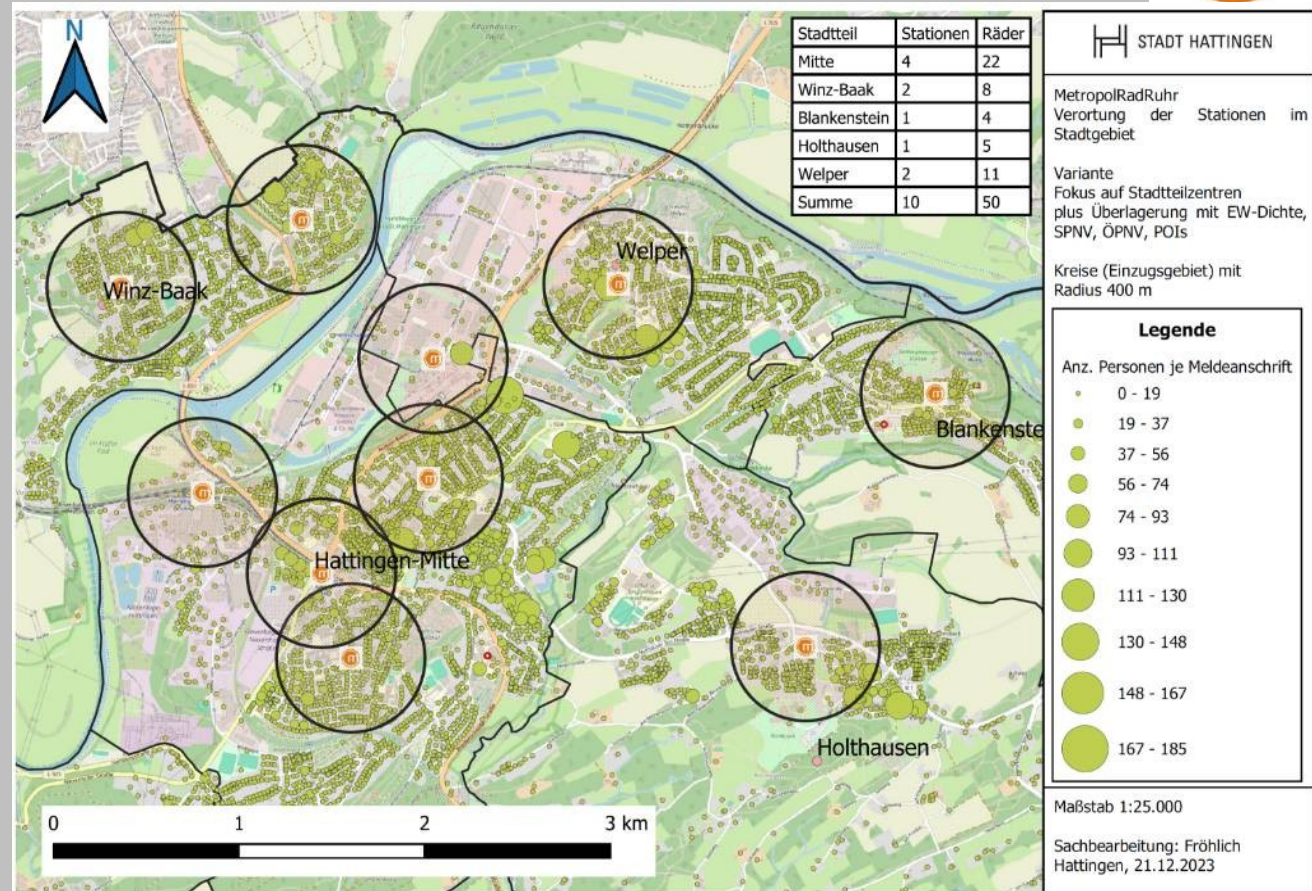 N
Stadtteil Stationen Räder
Mitte 4 22
Winz-Baak 2 8
Blankenstein 1 4
Holthausen 1 5
Welper 2 11
Summe 10 50
Welper
Winz-Baak
Blankenste
Hattingen-Mitte
Holthausen
0 1 2 3 km
STADT HATTINGEN
MetropolRadRuhr
Verortung der Stationen im
Stadtgebiet
Variante
Fokus auf Stadtteilzentren
plus Überlagerung mit EW-Dichte,
SPNV, ÖPNV, POIs
Kreise (Einzugsgebiet) mit
Radius 400 m
Legende
Anz. Personen je Meldeanschrift
0 - 19
19 - 37
37 - 56
56 - 74
74 - 93
93 - 111
111 - 130
130 - 148
148 - 167
167 - 185
Maßstab 1:25.000
Sachbearbeitung: Fröhlich
Hattingen, 21.12.2023